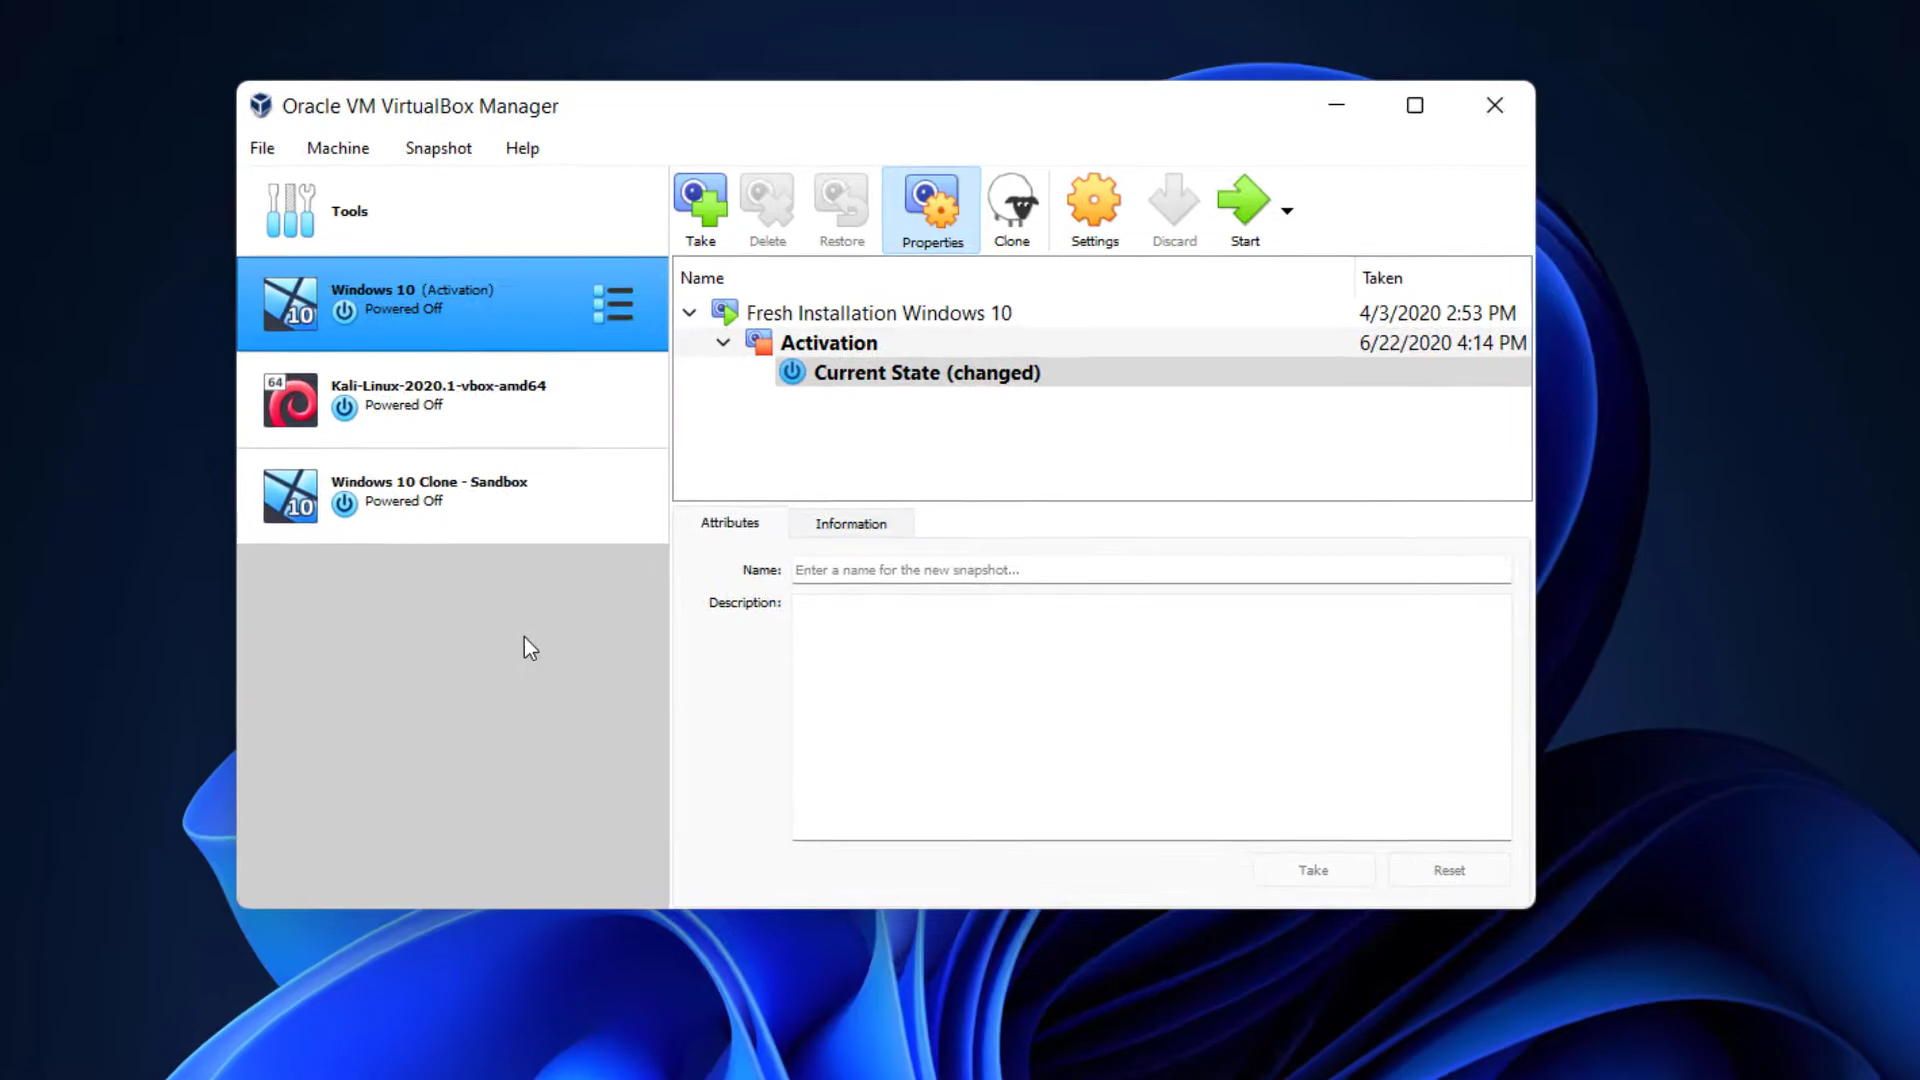 Oracle VM VirtualBox Manager
File Machine Snapshot Help
Tools
Take Delete Restore Properties Clone Settings Discard Start
10
Windows 10 (Activation)
Powered Off
64
Kali-Linux-2020.1-vbox-amd64
Powered Off
10
Windows 10 Clone - Sandbox
Powered Off
Name Taken
Fresh Installation Windows 10 4/3/2020 2:53 PM
Activation 6/22/2020 4:14 PM
Current State (changed)
Attributes Information
Name: Enter a name for the new snapshot...
Description:
Take Reset